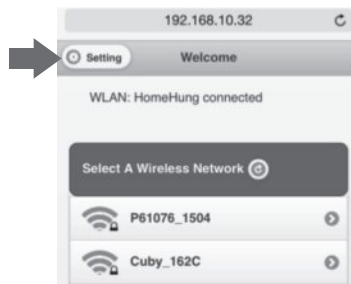 192.168.10.32
Setting
Welcome
WLAN: HomeHung connected
Select A Wireless Network
P61076_1504
Cuby_162C